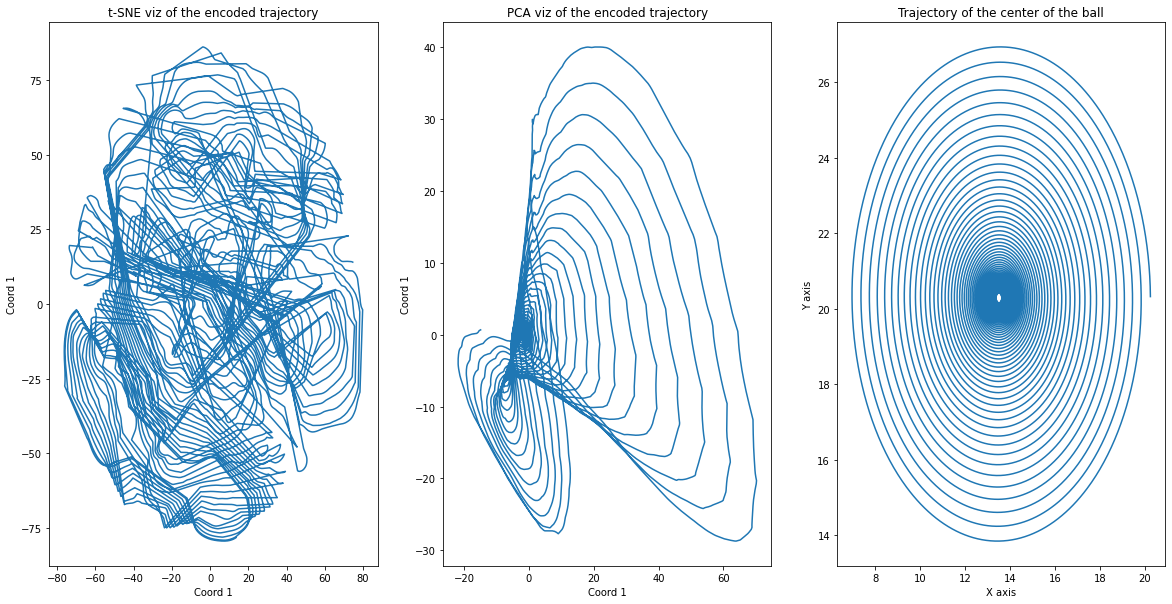 t-SNE viz of the encoded trajectory
75
50
25
0
−25
−50
−75
Coord 1
−80 −60 −40 −20 0 20 40 60 80
Coord 1
PCA viz of the encoded trajectory
40
30
20
10
0
−10
−20
−30
Coord 1
−20 0 20 40 60
Coord 1
Trajectory of the center of the ball
26
24
22
20
18
16
14
Y axis
8 10 12 14 16 18 20
X axis